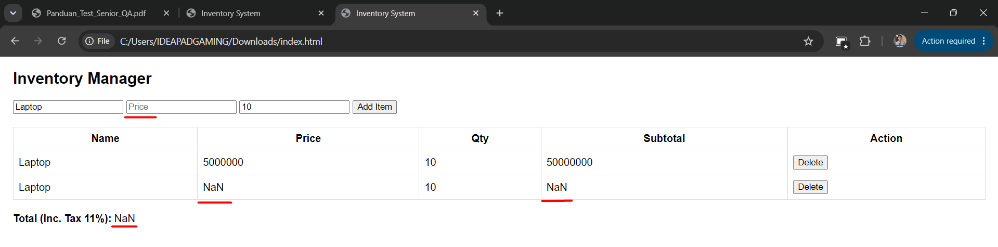 Panduan_Test_Senior_QA.pdf Inventory System Inventory System
File C:/Users/IDEAPADGAMING/Downloads/index.html Action required
Inventory Manager
Laptop Price 10 Add Item
Name Price Qty Subtotal Action
Laptop 5000000 10 50000000 Delete
Laptop NaN 10 NaN Delete
Total (Inc. Tax 11%): NaN